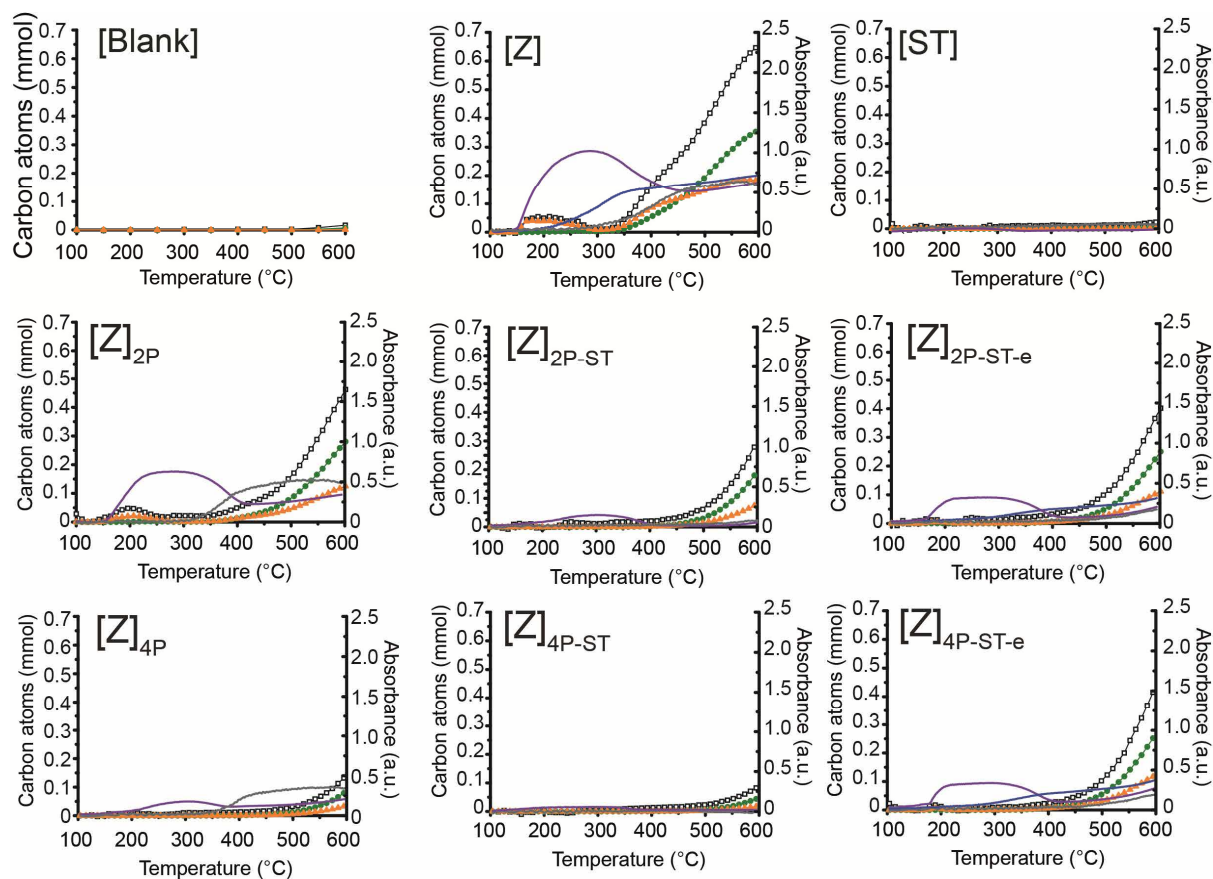 [Blank]
Carbon atoms (mmol)
0.7
0.6
0.5
0.4
0.3
0.2
0.1
0
100 200 300 400 500 600
Temperature (°C)
[Z]
Carbon atoms (mmol)
0.7
0.6
0.5
0.4
0.3
0.2
0.1
0
2.5
2.0
1.5
1.0
0.5
0
Absorbance (a.u.)
100 200 300 400 500 600
Temperature (°C)
[ST]
Carbon atoms (mmol)
0.7
0.6
0.5
0.4
0.3
0.2
0.1
0
2.5
2.0
1.5
1.0
0.5
0
Absorbance (a.u.)
100 200 300 400 500 600
Temperature (°C)
[Z]2P
Carbon atoms (mmol)
0.7
0.6
0.5
0.4
0.3
0.2
0.1
0
2.5
2.0
1.5
1.0
0.5
0
Absorbance (a.u.)
100 200 300 400 500 600
Temperature (°C)
[Z]2P-ST
Carbon atoms (mmol)
0.7
0.6
0.5
0.4
0.3
0.2
0.1
0
2.5
2.0
1.5
1.0
0.5
0
Absorbance (a.u.)
100 200 300 400 500 600
Temperature (°C)
[Z]2P-ST-e
Carbon atoms (mmol)
0.7
0.6
0.5
0.4
0.3
0.2
0.1
0
2.5
2.0
1.5
1.0
0.5
0
Absorbance (a.u.)
100 200 300 400 500 600
Temperature (°C)
[Z]4P
Carbon atoms (mmol)
0.7
0.6
0.5
0.4
0.3
0.2
0.1
0
2.5
2.0
1.5
1.0
0.5
0
Absorbance (a.u.)
100 200 300 400 500 600
Temperature (°C)
[Z]4P-ST
Carbon atoms (mmol)
0.7
0.6
0.5
0.4
0.3
0.2
0.1
0
2.5
2.0
1.5
1.0
0.5
0
Absorbance (a.u.)
100 200 300 400 500 600
Temperature (°C)
[Z]4P-ST-e
Carbon atoms (mmol)
0.7
0.6
0.5
0.4
0.3
0.2
0.1
0
2.5
2.0
1.5
1.0
0.5
0
Absorbance (a.u.)
100 200 300 400 500 600
Temperature (°C)